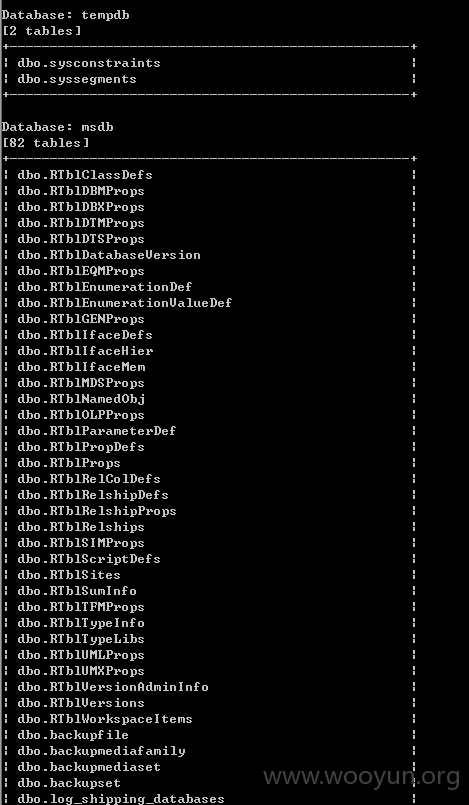 Database: tempdb
[2 tables]
+--------------------------------------------------+
¦ dbo.sysconstraints ¦
¦ dbo.syssegments ¦
+--------------------------------------------------+
Database: msdb
[82 tables]
+--------------------------------------------------+
¦ dbo.RTblClassDefs ¦
¦ dbo.RTblDBMProps ¦
¦ dbo.RTblDBXProps ¦
¦ dbo.RTblDTMProps ¦
¦ dbo.RTblDTSProps ¦
¦ dbo.RTblDatabaseVersion ¦
¦ dbo.RTblEQMProps ¦
¦ dbo.RTblEnumerationDef ¦
¦ dbo.RTblEnumerationValueDef ¦
¦ dbo.RTblGENProps ¦
¦ dbo.RTblIfaceDefs ¦
¦ dbo.RTblIfaceHier ¦
¦ dbo.RTblIfaceMem ¦
¦ dbo.RTblMDSProps ¦
¦ dbo.RTblNamedObj ¦
¦ dbo.RTblOLPProps ¦
¦ dbo.RTblParameterDef ¦
¦ dbo.RTblPropDefs ¦
¦ dbo.RTblProps ¦
¦ dbo.RTblRelColDefs ¦
¦ dbo.RTblRelshipDefs ¦
¦ dbo.RTblRelshipProps ¦
¦ dbo.RTblRelships ¦
¦ dbo.RTblSIMProps ¦
¦ dbo.RTblScriptDefs ¦
¦ dbo.RTblSites ¦
¦ dbo.RTblSumInfo ¦
¦ dbo.RTblTFMProps ¦
¦ dbo.RTblTypeInfo ¦
¦ dbo.RTblTypeLibs ¦
¦ dbo.RTblUMLProps ¦
¦ dbo.RTblUMXProps ¦
¦ dbo.RTblVersionAdminInfo ¦
¦ dbo.RTblVersions ¦
¦ dbo.RTblWorkspaceItems ¦
¦ dbo.backupfile ¦
¦ dbo.backupmediafamily ¦
¦ dbo.backupmediaset ¦
¦ dbo.backupset ¦
¦ dbo.log_shipping_databases ¦
www.wooyun.org